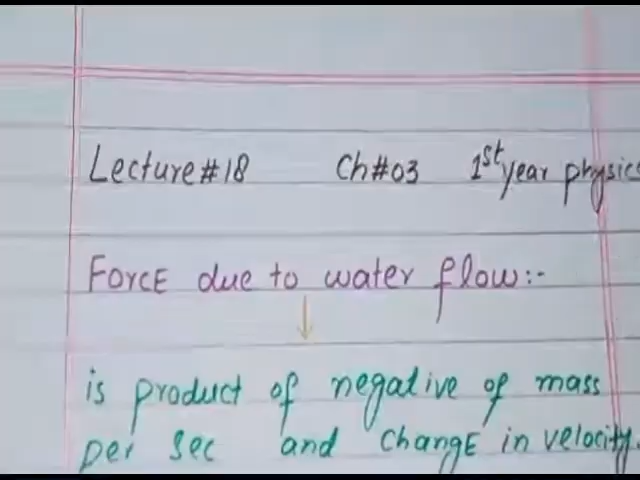 Lecture#18 Ch#03 1st year physics
Force due to water flow:-
is product of negative of mass
per sec and change in velocity.